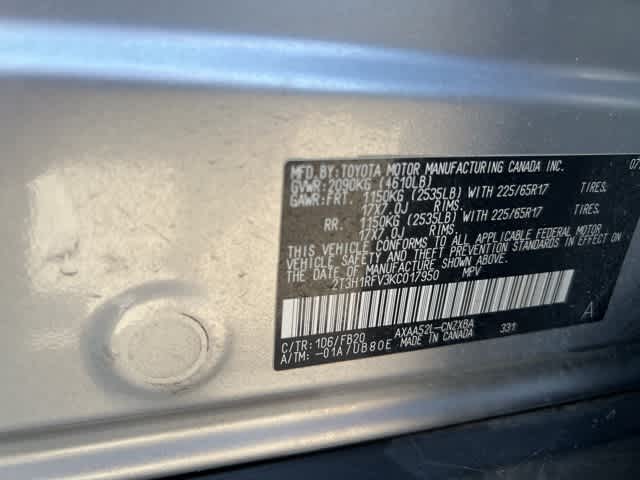 MFD. BY: TOYOTA MOTOR MANUFACTURING CANADA INC. 07
GVWR: 2090KG (4610LB)
GAWR: FRT. 1150KG (2535LB) WITH 225/65R17 TIRES.
17X7.0J RIMS.
RR. 1150KG (2535LB) WITH 225/65R17 TIRES.
17X7.0J RIMS.
THIS VEHICLE CONFORMS TO ALL APPLICABLE FEDERAL MOTOR
VEHICLE SAFETY AND THEFT PREVENTION STANDARDS IN EFFECT ON
THE DATE OF MANUFACTURE SHOWN ABOVE.
2T3H1RFV3KC017950 MPV
A
C/TR: 1D6/FB20 AXAA52L-CNZXBA 331
A/TM: -01A/UB80E MADE IN CANADA